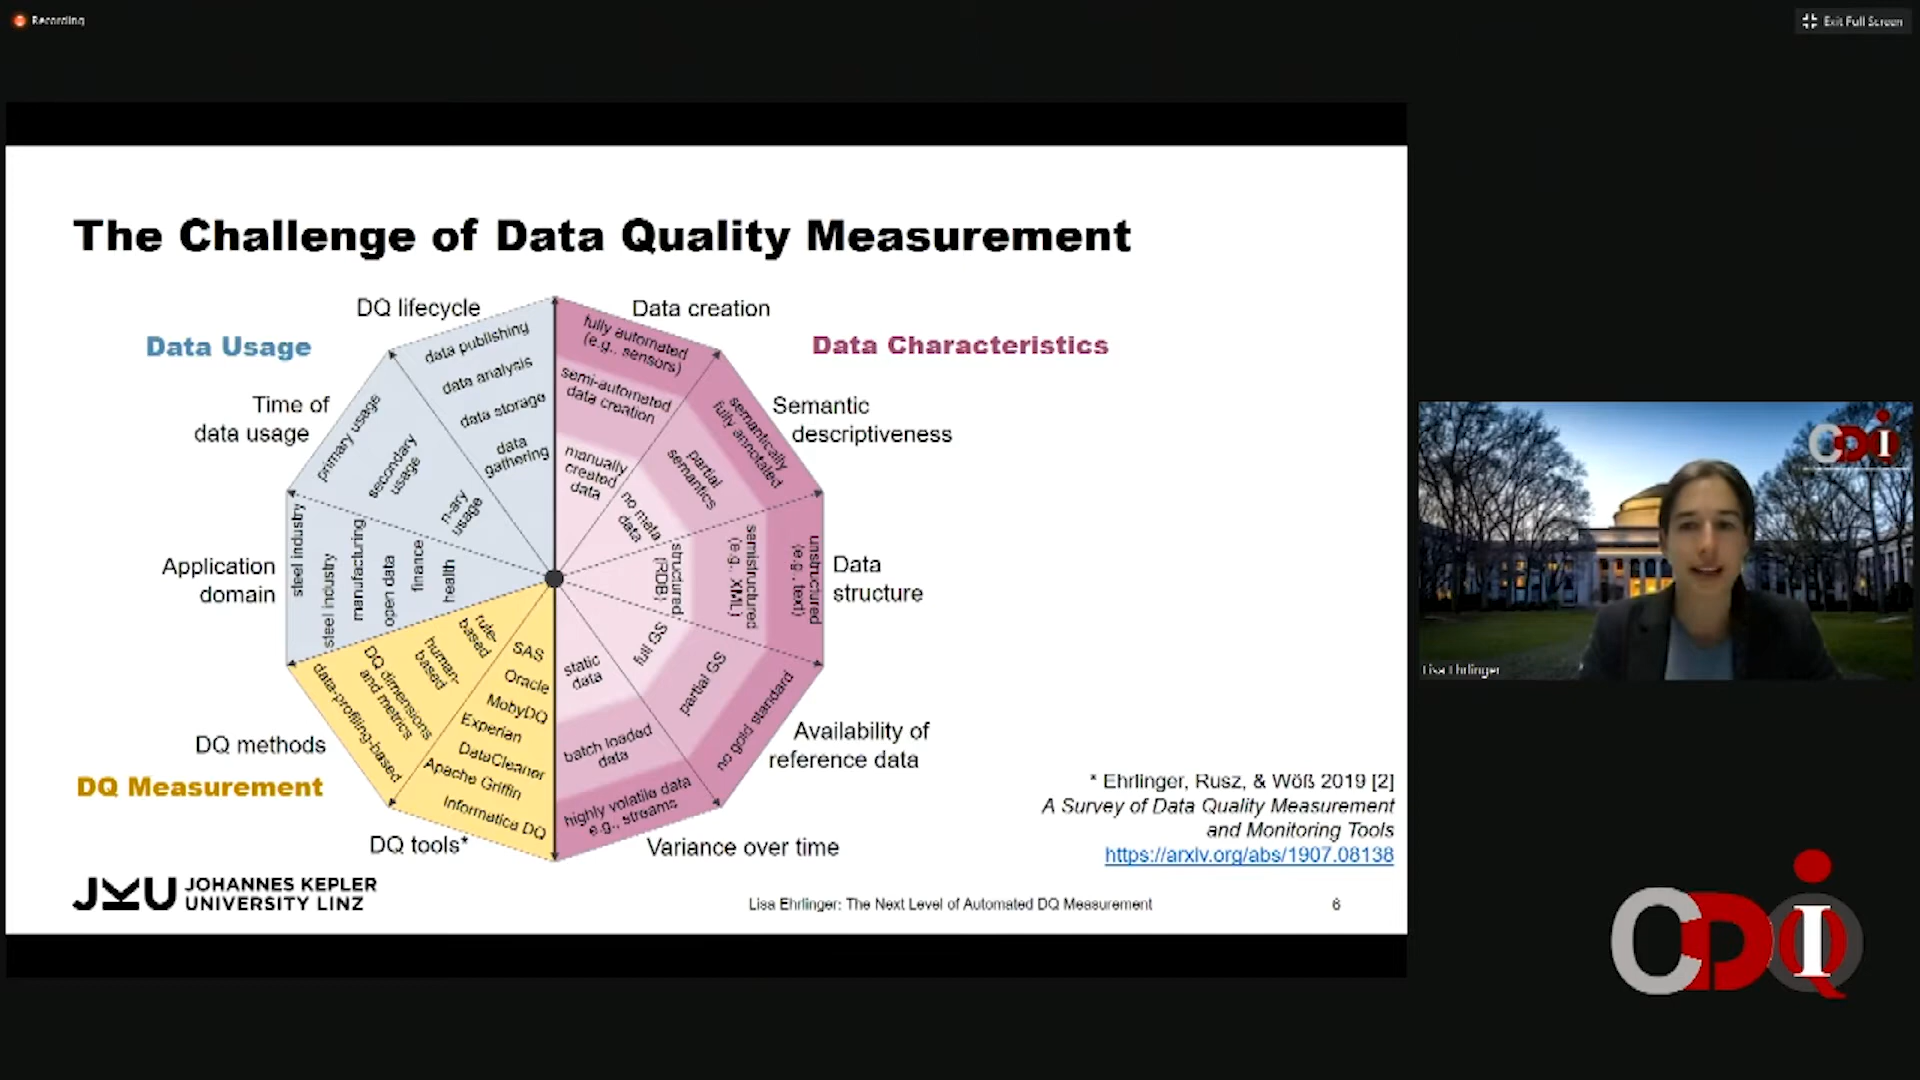 Recording
Exit Full Screen
The Challenge of Data Quality Measurement
DQ lifecycle
Data creation
Data Usage
Data Characteristics
data publishing
data analysis
data storage
data
gathering
fully automated
(e.g., sensors)
semi-automated
data creation
manually
created
data
Time of
data usage
primary usage
secondary
usage
n-ary
usage
Semantic
descriptiveness
semantically
fully annotated
partial
semantics
no meta
data
Application
domain
steel industry
steel industry
manufacturing
open data
finance
health
Data
structure
structured
(RDB)
semistructured
(e.g., XML)
unstructured
(e.g., text)
DQ methods
rule-
based
human-
based
DQ dimensions
and metrics
data-profiling-based
DQ Measurement
SAS
Oracle
MobyDQ
Experian
DataCleaner
Apache Griffin
Informatica DQ
DQ tools*
Availability of
reference data
full GS
partial GS
no gold standard
static
data
batch loaded
data
highly volatile data
e.g., streams
Variance over time
* Ehrlinger, Rusz, & Wöß 2019 [2]
A Survey of Data Quality Measurement
and Monitoring Tools
https://arxiv.org/abs/1907.08138
JKU JOHANNES KEPLER
UNIVERSITY LINZ
Lisa Ehrlinger: The Next Level of Automated DQ Measurement
6
CDQI
Lisa Ehrlinger
CDQI